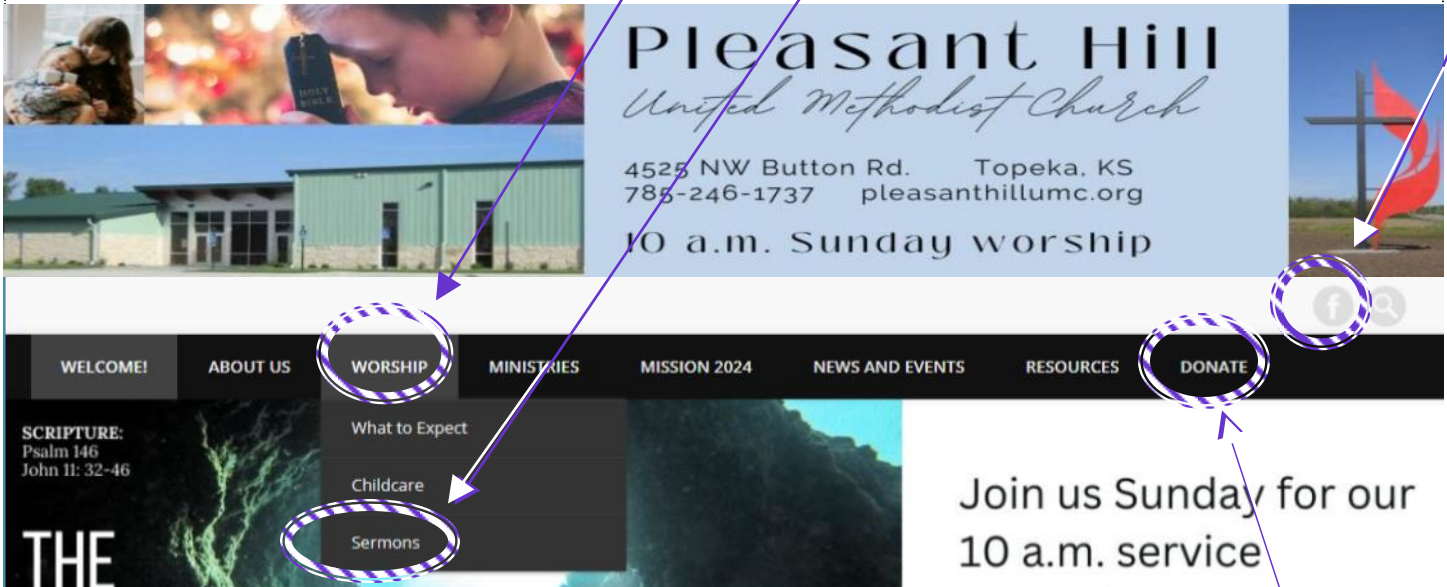 HOLY
BIBLE
Pleasant Hill
United Methodist Church
4525 NW Button Rd. Topeka, KS
785-246-1737 pleasanthillumc.org
10 a.m. Sunday worship
f
WELCOME! ABOUT US WORSHIP MINISTRIES MISSION 2024 NEWS AND EVENTS RESOURCES DONATE
What to Expect
Childcare
Sermons
SCRIPTURE:
Psalm 146
John 11: 32-46
THE
Join us Sunday for our
10 a.m. service